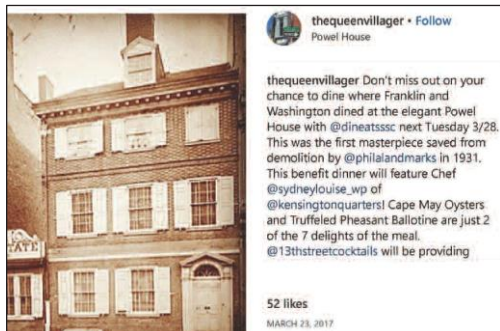 thequeenvillager • Follow
Powel House
thequeenvillager Don't miss out on your
chance to dine where Franklin and
Washington dined at the elegant Powel
House with @dineatsssc next Tuesday 3/28.
This was the first masterpiece saved from
demolition by @philalandmarks in 1931.
This benefit dinner will feature Chef
@sydneylouise_wp of
@kensingtonquarters! Cape May Oysters
and Truffeled Pheasant Ballotine are just 2
of the 7 delights of the meal.
@13thstreetcocktails will be providing
52 likes
MARCH 23, 2017
TATE